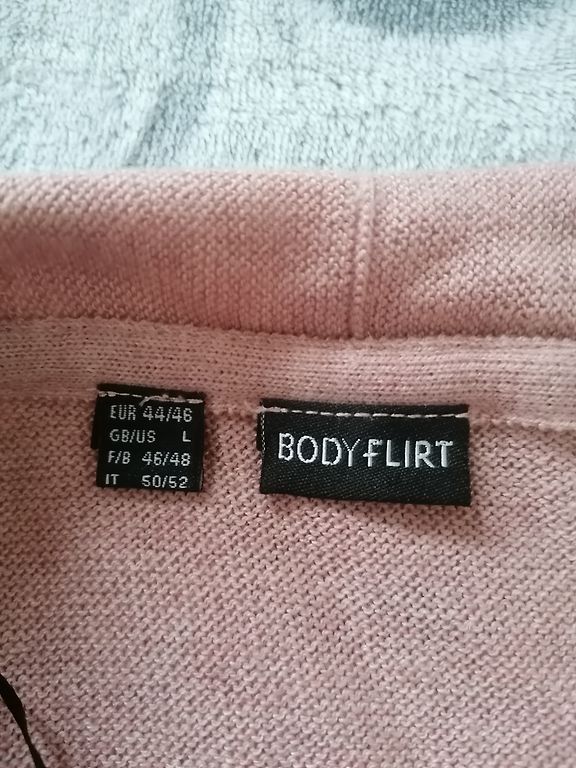 EUR 44/46
GB/US L
F/B 46/48
IT 50/52
BODYFLIRT